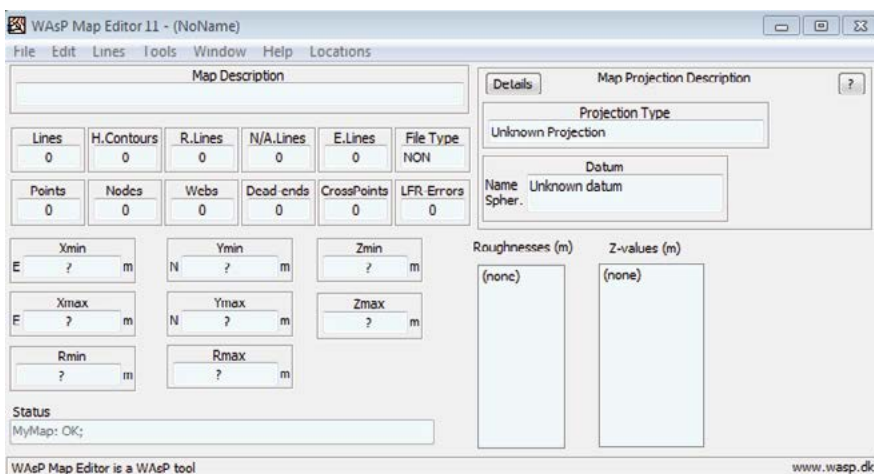 WAsP Map Editor 11 - (NoName)
File Edit Lines Tools Window Help Locations
Map Description
Details Map Projection Description ?
Projection Type
Unknown Projection
Lines H.Contours R.Lines N/A.Lines E.Lines File Type
0 0 0 0 0 NON
Datum
Name Unknown datum
Spher.
Points Nodes Webs Dead-ends CrossPoints LFR-Errors
0 0 0 0 0 0
Xmin Ymin Zmin
E ? m N ? m ? m
Xmax Ymax Zmax
E ? m N ? m ? m
Rmin Rmax
? m ? m
Roughnesses (m) Z-values (m)
(none) (none)
Status
MyMap: OK;
WAsP Map Editor is a WAsP tool www.wasp.dk